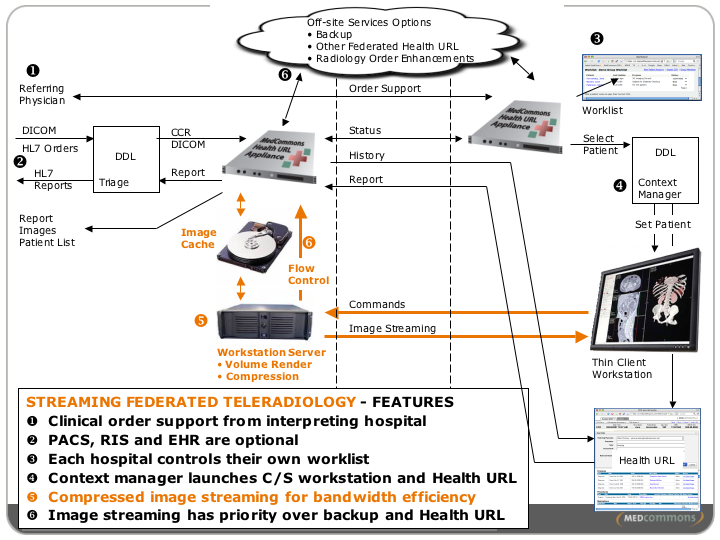 Off-site Services Options
• Backup
• Other Federated Health URL
• Radiology Order Enhancements
❶
❻
❸
Referring
Physician
Order Support
Worklist
MedCommons
Health URL
Appliance
MedCommons
Health URL
Appliance
DICOM
HL7 Orders
❷
HL7
Reports
DDL
Triage
CCR
DICOM
Report
Status
History
Report
Select
Patient
❹
DDL
Context
Manager
Set Patient
Report
Images
Patient List
Image
Cache
❻
Flow
Control
❺
Commands
Image Streaming
Workstation Server
• Volume Render
• Compression
Thin Client
Workstation
Health URL
STREAMING FEDERATED TELERADIOLOGY - FEATURES
❶ Clinical order support from interpreting hospital
❷ PACS, RIS and EHR are optional
❸ Each hospital controls their own worklist
❹ Context manager launches C/S workstation and Health URL
❺ Compressed image streaming for bandwidth efficiency
❻ Image streaming has priority over backup and Health URL
MEDcommons